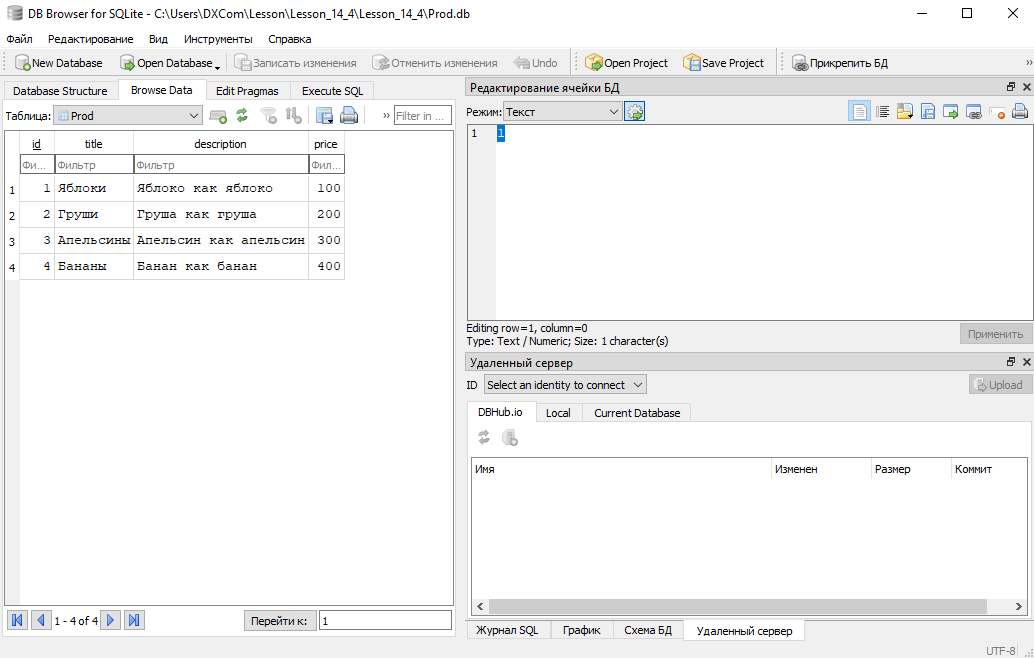 DB Browser for SQLite - C:\Users\DXCom\Lesson\Lesson_14_4\Lesson_14_4\Prod.db
Файл Редактирование Вид Инструменты Справка
New Database Open Database Записать изменения Отменить изменения Undo Open Project Save Project Прикрепить БД »
Database Structure Browse Data Edit Pragmas Execute SQL
Таблица: Prod » Filter in ...
id title description price
Фи... Фильтр Фильтр Фил...
1 1 Яблоки Яблоко как яблоко 100
2 2 Груши Груша как груша 200
3 3 Апельсины Апельсин как апельсин 300
4 4 Бананы Банан как банан 400
1 - 4 of 4 Перейти к: 1
Редактирование ячейки БД
Режим: Текст
1 1
Editing row=1, column=0
Type: Text / Numeric; Size: 1 character(s)
Применить
Удаленный сервер
ID Select an identity to connect Upload
DBHub.io Local Current Database
Имя Изменен Размер Коммит
Журнал SQL График Схема БД Удаленный сервер
UTF-8